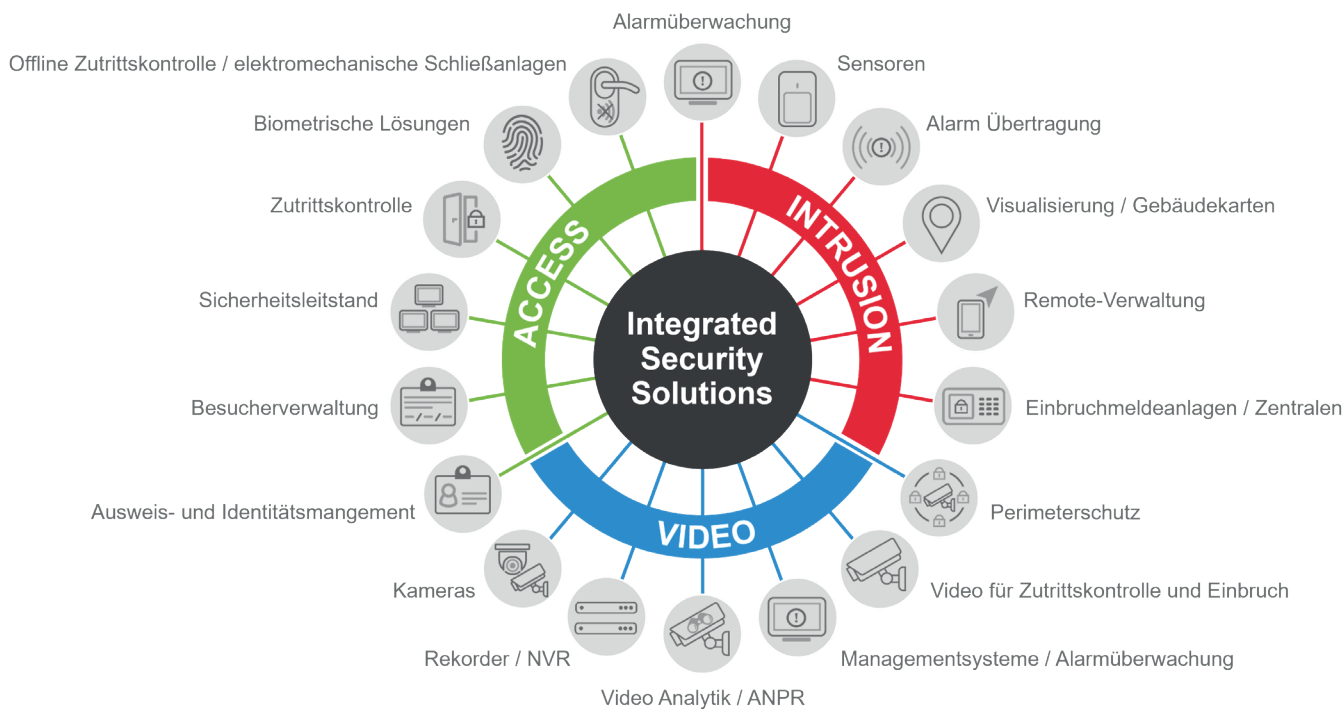 Alarmüberwachung
Offline Zutrittskontrolle / elektromechanische Schließanlagen
Sensoren
Biometrische Lösungen
Alarm Übertragung
Zutrittskontrolle
Visualisierung / Gebäudekarten
Sicherheitsleitstand
Remote-Verwaltung
Besucherverwaltung
Einbruchmeldeanlagen / Zentralen
Ausweis- und Identitätsmangement
Perimeterschutz
Kameras
Video für Zutrittskontrolle und Einbruch
Rekorder / NVR
Managementsysteme / Alarmüberwachung
Video Analytik / ANPR
ACCESS
INTRUSION
VIDEO
Integrated
Security
Solutions